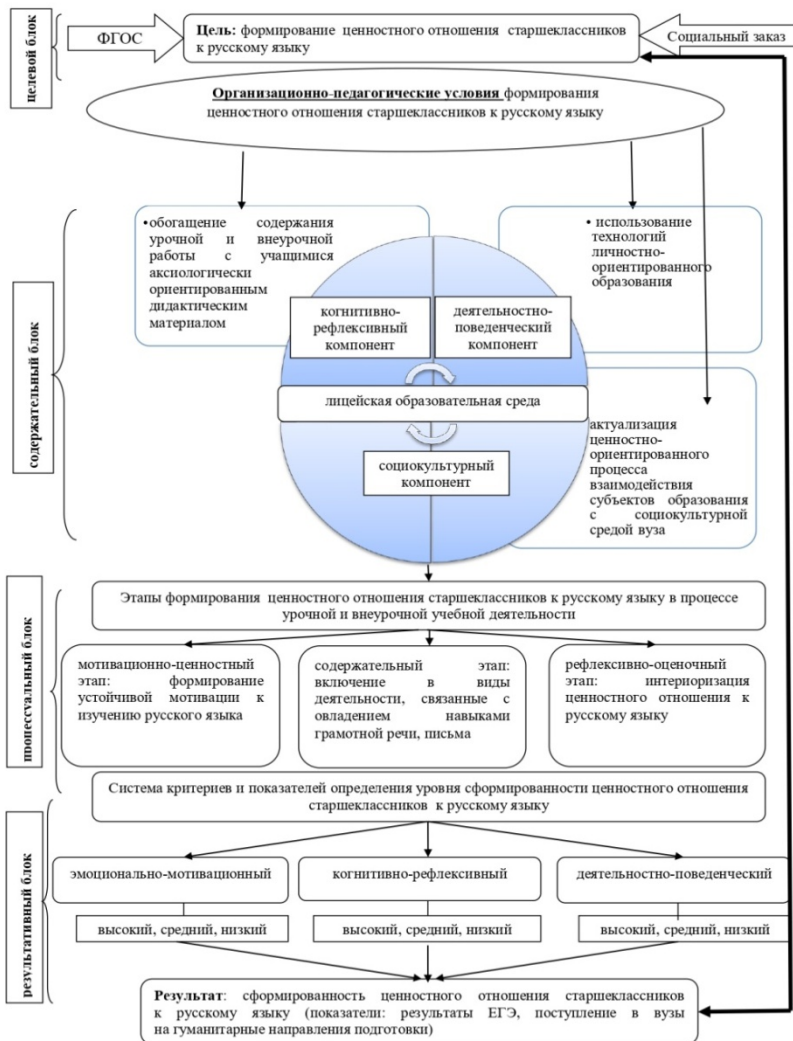 целевой блок
ФГОС
Цель: формирование ценностного отношения старшеклассников
к русскому языку
Социальный заказ
Организационно-педагогические условия формирования
ценностного отношения старшеклассников к русскому языку
содержательный блок
•обогащение содержания
урочной и внеурочной
работы с учащимися
аксиологически
ориентированным
дидактическим
материалом
• использование
технологий
личностно-
ориентированного
образования
когнитивно-
рефлексивный
компонент
деятельностно-
поведенческий
компонент
лицейская образовательная среда
социокультурный
компонент
актуализация
ценностно-
ориентированного
процесса
взаимодействия
субъектов образования
с социокультурной
средой вуза
процессуальный блок
Этапы формирования ценностного отношения старшеклассников к русскому языку в процессе
урочной и внеурочной учебной деятельности
мотивационно-ценностный
этап: формирование
устойчивой мотивации к
изучению русского языка
содержательный этап:
включение в виды
деятельности, связанные с
овладением навыками
грамотной речи, письма
рефлексивно-оценочный
этап: интериоризация
ценностного отношения к
русскому языку
результативный блок
Система критериев и показателей определения уровня сформированности ценностного отношения
старшеклассников к русскому языку
эмоционально-мотивационный
когнитивно-рефлексивный
деятельностно-поведенческий
высокий, средний, низкий
высокий, средний, низкий
высокий, средний, низкий
Результат: сформированность ценностного отношения старшеклассников
к русскому языку (показатели: результаты ЕГЭ, поступление в вузы
на гуманитарные направления подготовки)